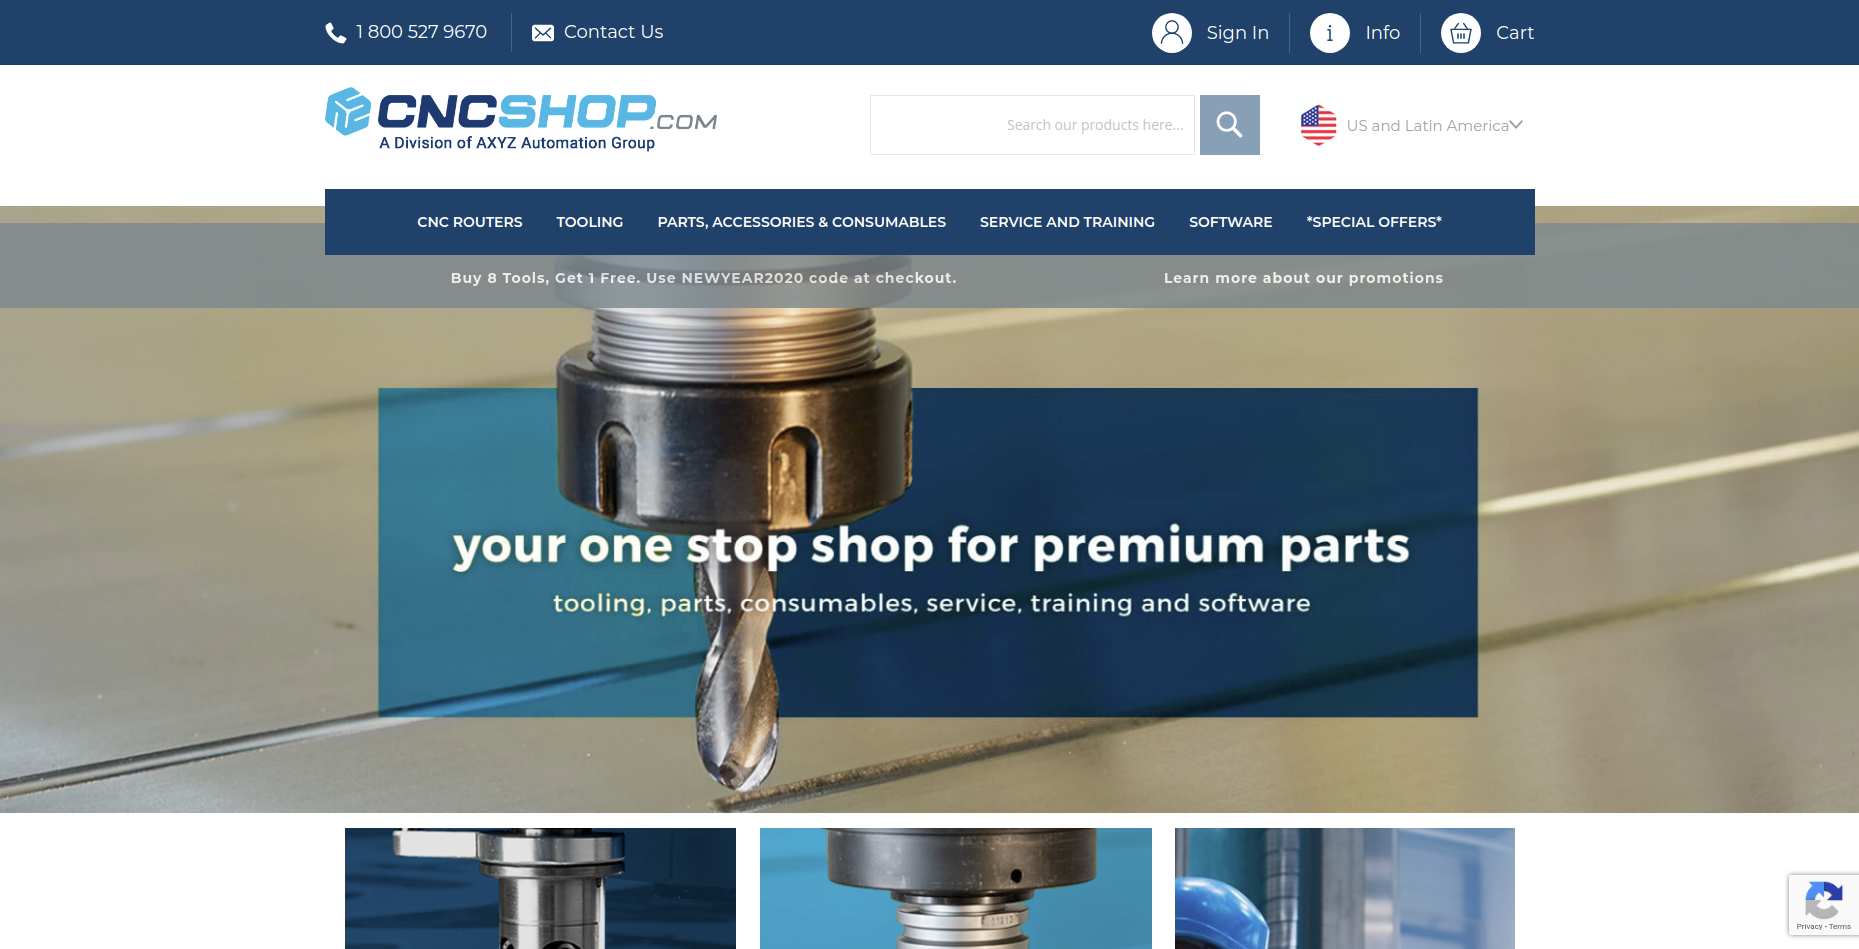 1 800 527 9670
Contact Us
Sign In
Info
Cart
CNCSHOP.COM
A Division of AXYZ Automation Group
Search our products here...
US and Latin America
CNC ROUTERS
TOOLING
PARTS, ACCESSORIES & CONSUMABLES
SERVICE AND TRAINING
SOFTWARE
*SPECIAL OFFERS*
Buy 8 Tools, Get 1 Free. Use NEWYEAR2020 code at checkout.
Learn more about our promotions
your one stop shop for premium parts
tooling, parts, consumables, service, training and software
Privacy - Terms